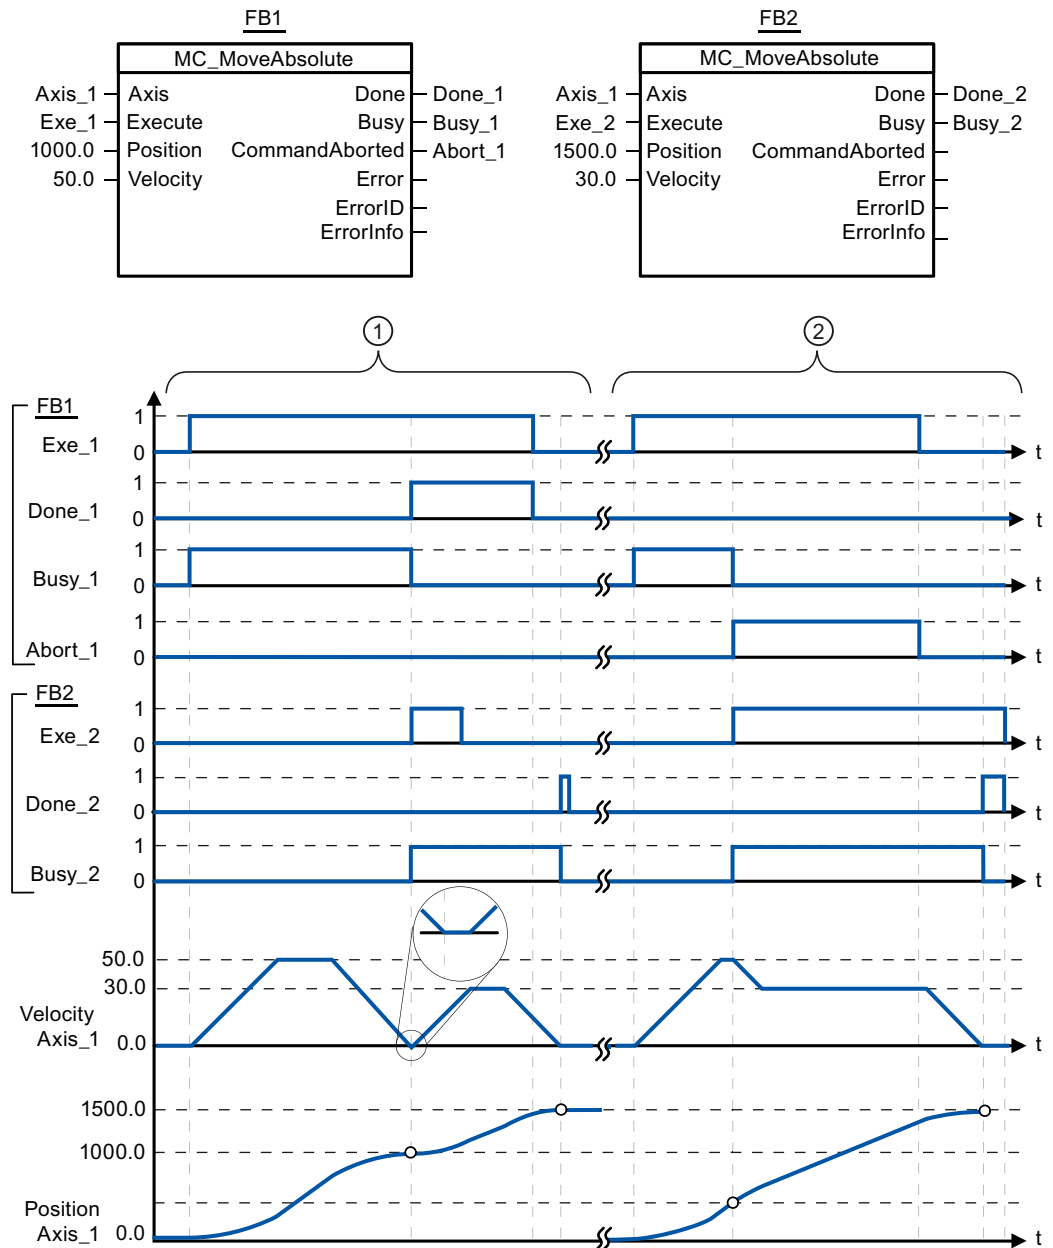 FB1
FB2
MC_MoveAbsolute
MC_MoveAbsolute
Axis_1 Axis Done Done_1
Exe_1 Execute Busy Busy_1
1000.0 Position CommandAborted Abort_1
50.0 Velocity Error
ErrorID
ErrorInfo
Axis_1 Axis Done Done_2
Exe_2 Execute Busy Busy_2
1500.0 Position CommandAborted
30.0 Velocity Error
ErrorID
ErrorInfo
1
2
FB1
1
Exe_1
0
t
1
Done_1
0
t
1
Busy_1
0
t
1
Abort_1
0
t
FB2
1
Exe_2
0
t
1
Done_2
0
t
1
Busy_2
0
t
50.0
30.0
Velocity
Axis_1
0.0
t
1500.0
1000.0
Position
Axis_1
0.0
t